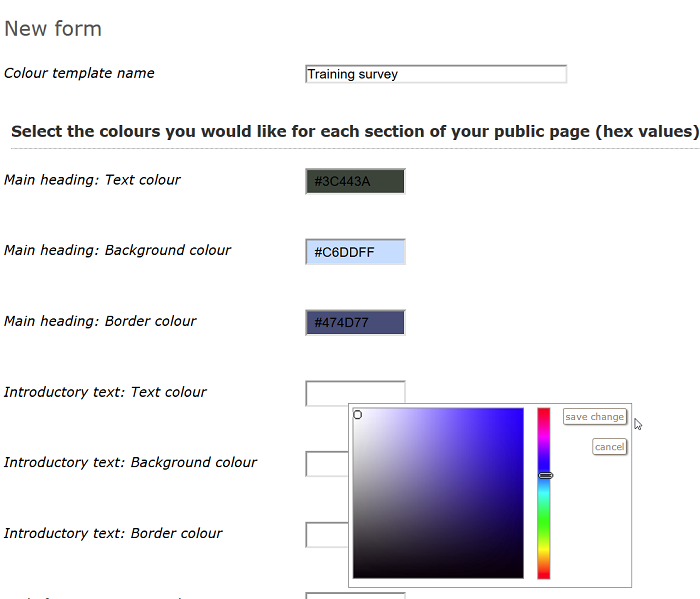 New form
Colour template name
Training survey
Select the colours you would like for each section of your public page (hex values)
Main heading: Text colour
#3C443A
Main heading: Background colour
#C6DDFF
Main heading: Border colour
#474D77
Introductory text: Text colour
save change
cancel
Introductory text: Background colour
Introductory text: Border colour